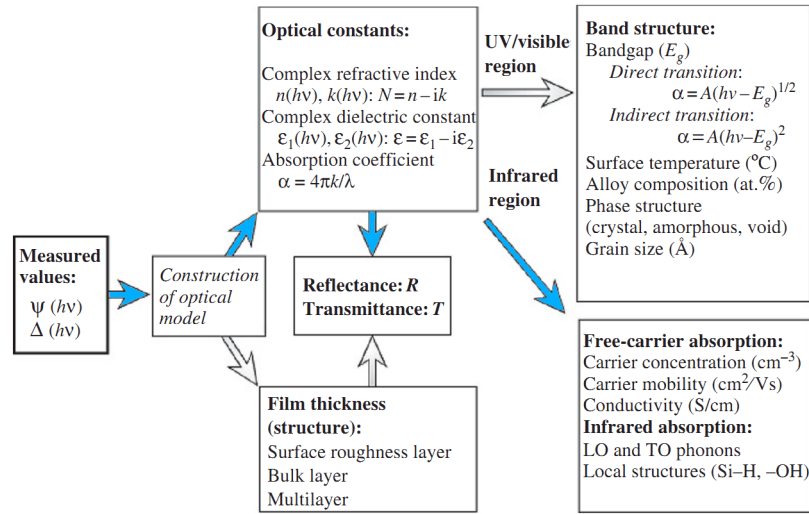 Measured
values:
ψ (hν)
Δ (hν)
Construction
of optical
model
Optical constants:
Complex refractive index
n(hν), k(hν): N = n – ik
Complex dielectric constant
ε₁(hν), ε₂(hν): ε = ε₁ – iε₂
Absorption coefficient
α = 4πk/λ
Reflectance: R
Transmittance: T
Film thickness
(structure):
Surface roughness layer
Bulk layer
Multilayer
UV/visible
region
Infrared
region
Band structure:
Bandgap (E_g)
Direct transition:
α = A(hν – E_g)^1/2
Indirect transition:
α = A(hν–E_g)^2
Surface temperature (°C)
Alloy composition (at.%)
Phase structure
(crystal, amorphous, void)
Grain size (Å)
Free-carrier absorption:
Carrier concentration (cm⁻³)
Carrier mobility (cm²/Vs)
Conductivity (S/cm)
Infrared absorption:
LO and TO phonons
Local structures (Si–H, –OH)